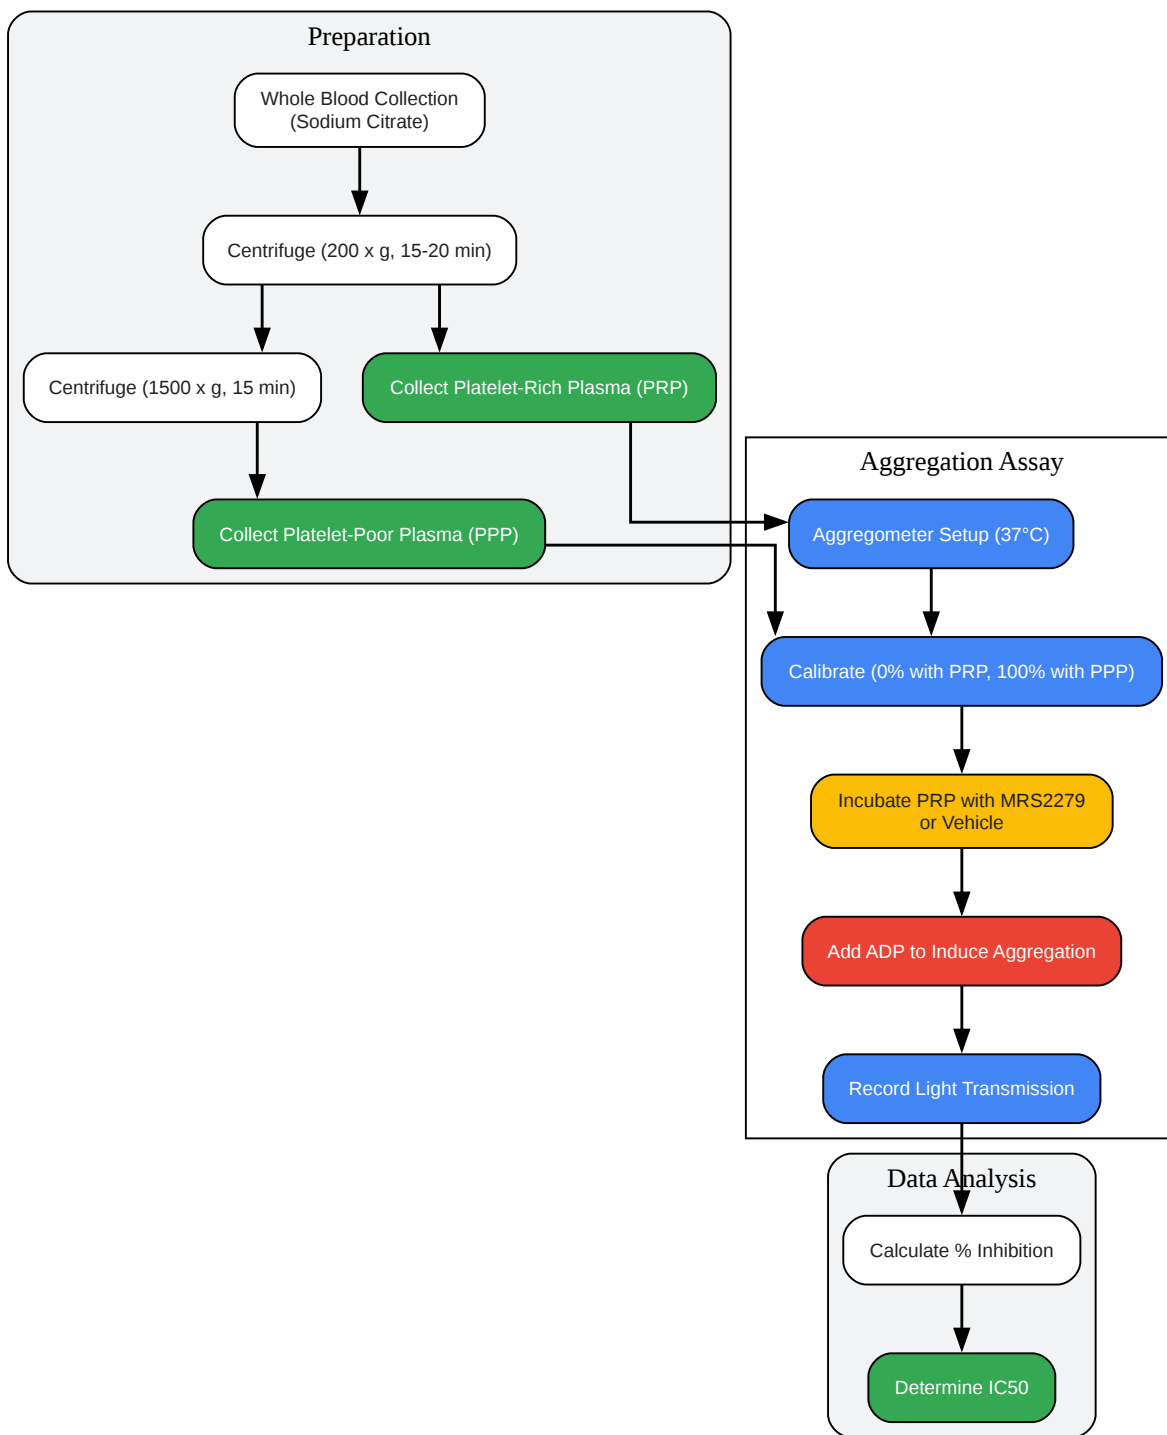 Preparation
Whole Blood Collection
(Sodium Citrate)
Centrifuge (200 x g, 15-20 min)
Centrifuge (1500 x g, 15 min)
Collect Platelet-Rich Plasma (PRP)
Collect Platelet-Poor Plasma (PPP)
Aggregation Assay
Aggregometer Setup (37°C)
Calibrate (0% with PRP, 100% with PPP)
Incubate PRP with MRS2279
or Vehicle
Add ADP to Induce Aggregation
Record Light Transmission
Data Analysis
Calculate % Inhibition
Determine IC50